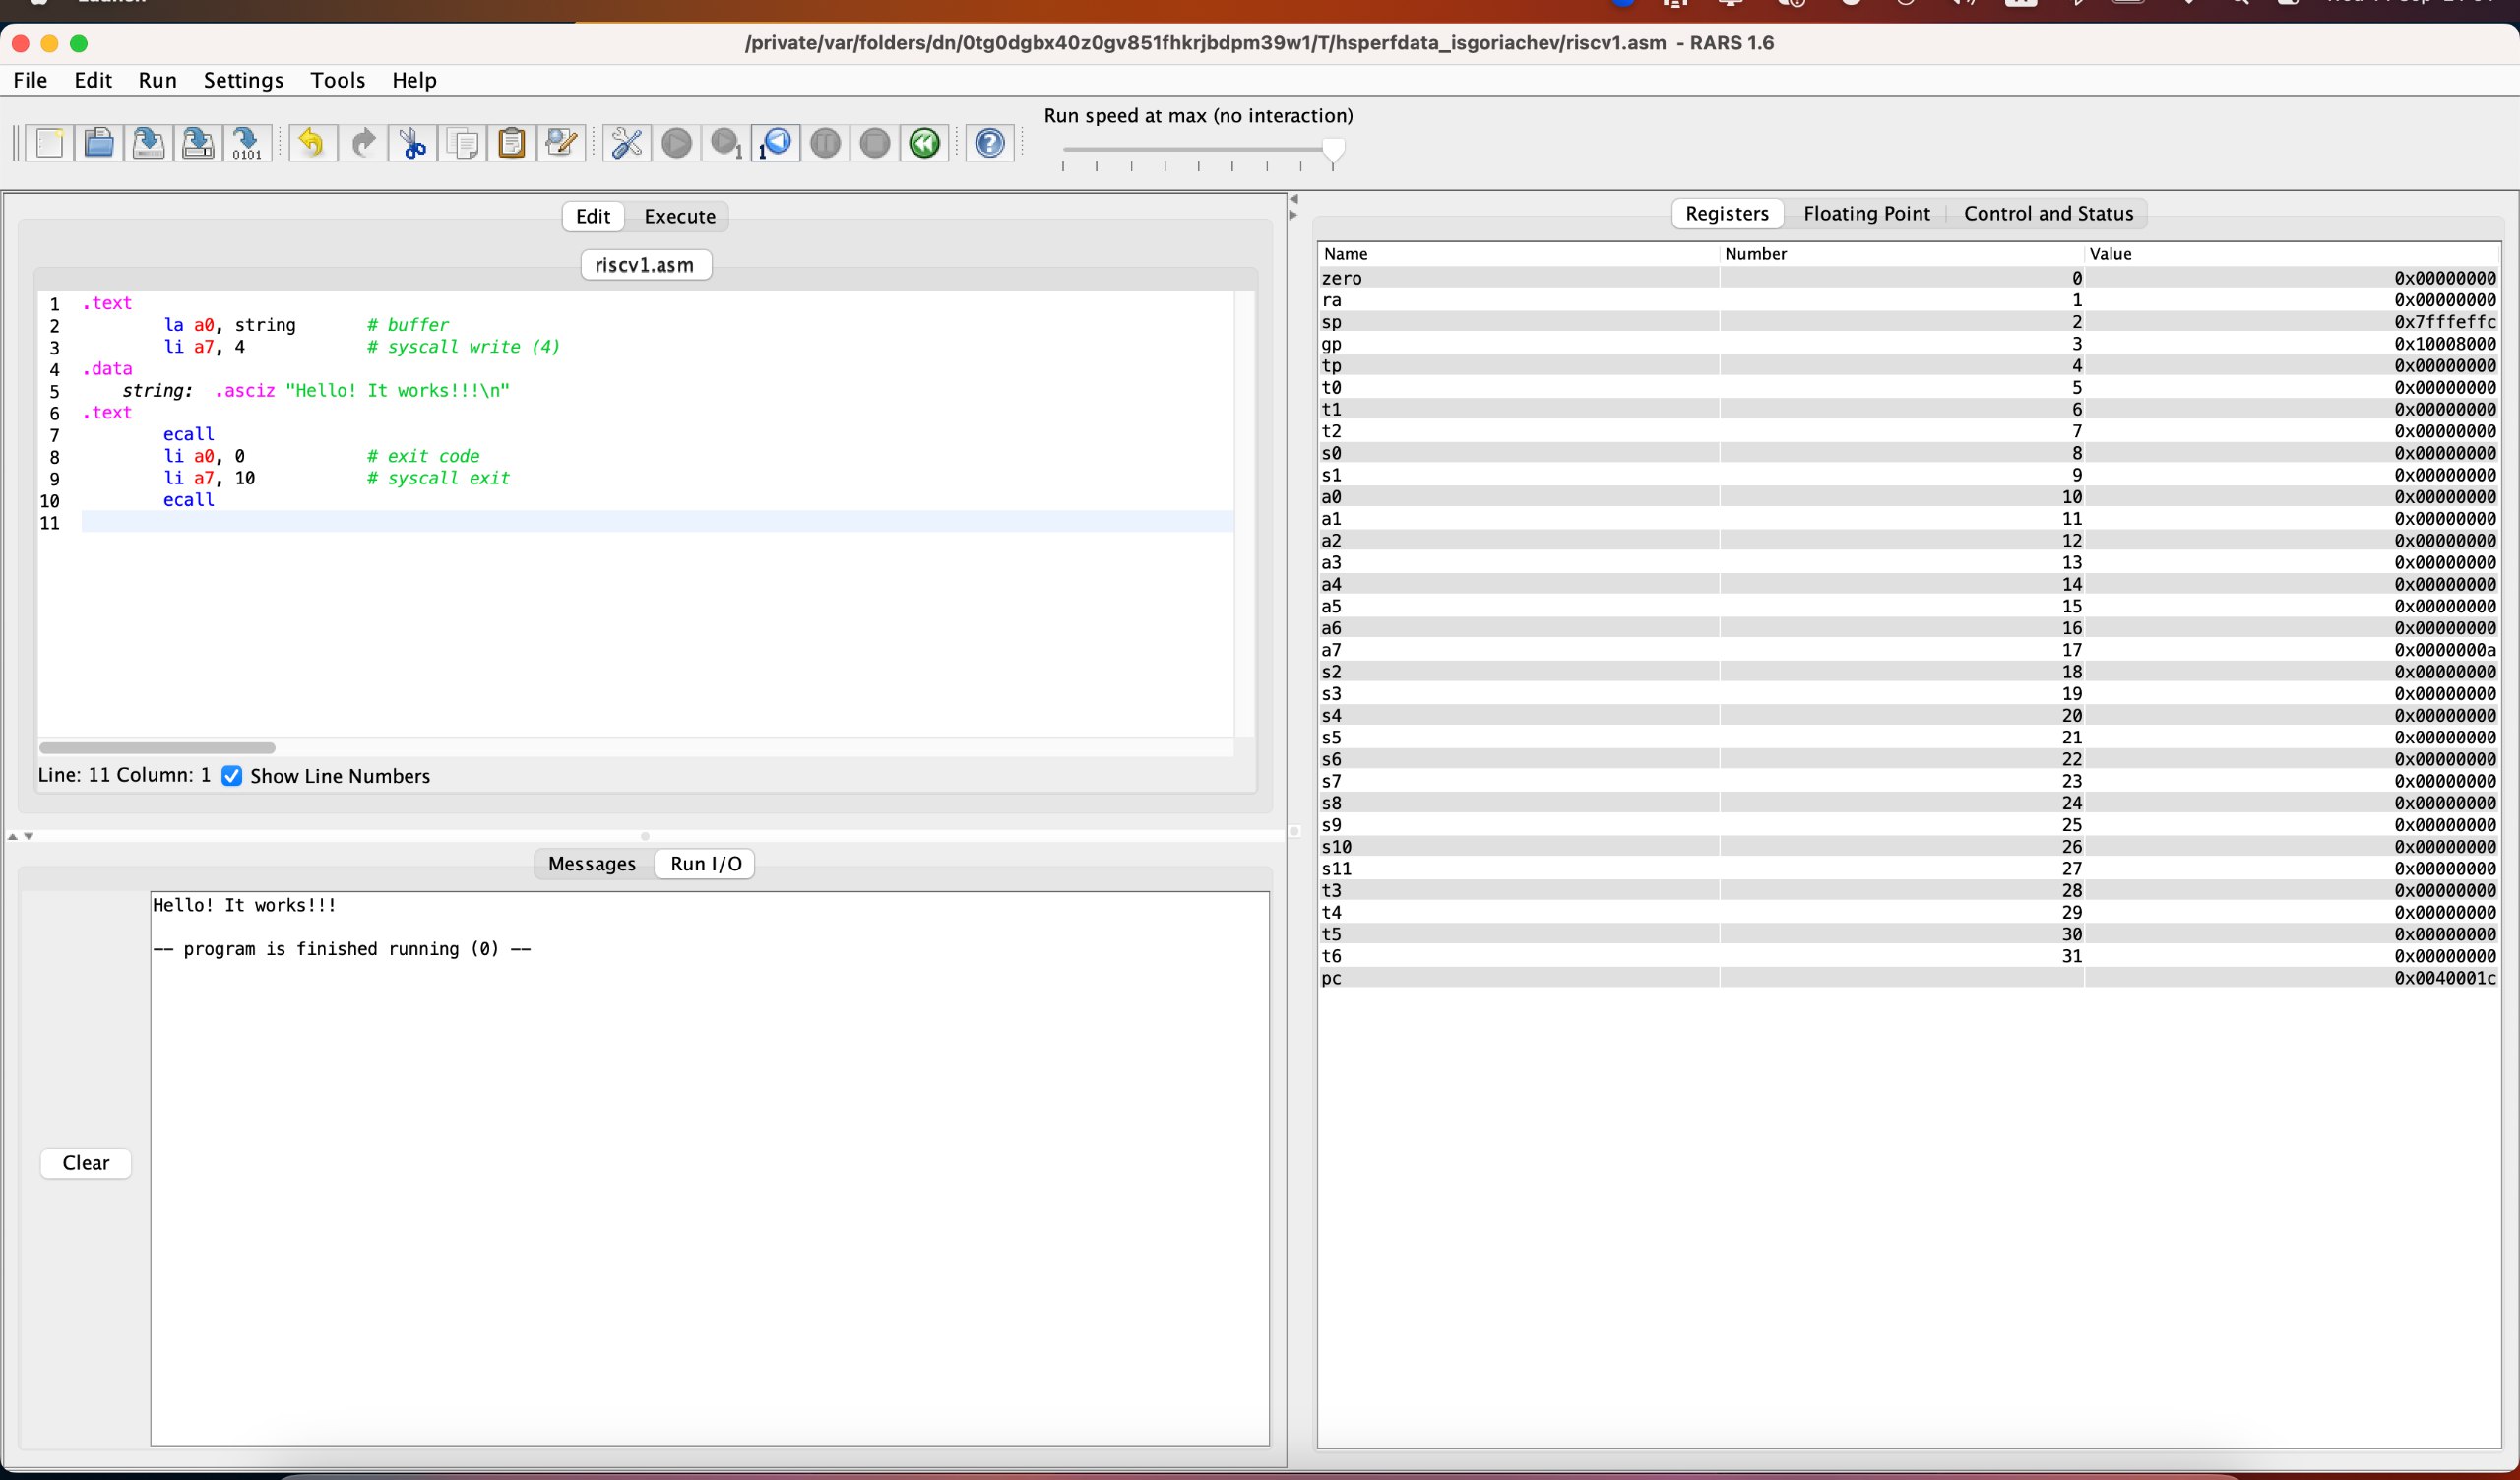 /private/var/folders/dn/0tg0dgbx40z0gv851fhkrjbdpm39w1/T/hsperfdata_isgoriachev/riscv1.asm - RARS 1.6
File Edit Run Settings Tools Help
Run speed at max (no interaction)
0101
1
1
Edit Execute
riscv1.asm
1 .text
2 la a0, string # buffer
3 li a7, 4 # syscall write (4)
4 .data
5 string: .asciz "Hello! It works!!!\n"
6 .text
7 ecall
8 li a0, 0 # exit code
9 li a7, 10 # syscall exit
10 ecall
11
Line: 11 Column: 1 Show Line Numbers
Messages Run I/O
Hello! It works!!!
-- program is finished running (0) --
Clear
Registers Floating Point Control and Status
Name Number Value
zero 0 0x00000000
ra 1 0x00000000
sp 2 0x7fffeffc
gp 3 0x10008000
tp 4 0x00000000
t0 5 0x00000000
t1 6 0x00000000
t2 7 0x00000000
s0 8 0x00000000
s1 9 0x00000000
a0 10 0x00000000
a1 11 0x00000000
a2 12 0x00000000
a3 13 0x00000000
a4 14 0x00000000
a5 15 0x00000000
a6 16 0x00000000
a7 17 0x0000000a
s2 18 0x00000000
s3 19 0x00000000
s4 20 0x00000000
s5 21 0x00000000
s6 22 0x00000000
s7 23 0x00000000
s8 24 0x00000000
s9 25 0x00000000
s10 26 0x00000000
s11 27 0x00000000
t3 28 0x00000000
t4 29 0x00000000
t5 30 0x00000000
t6 31 0x00000000
pc 0x0040001c